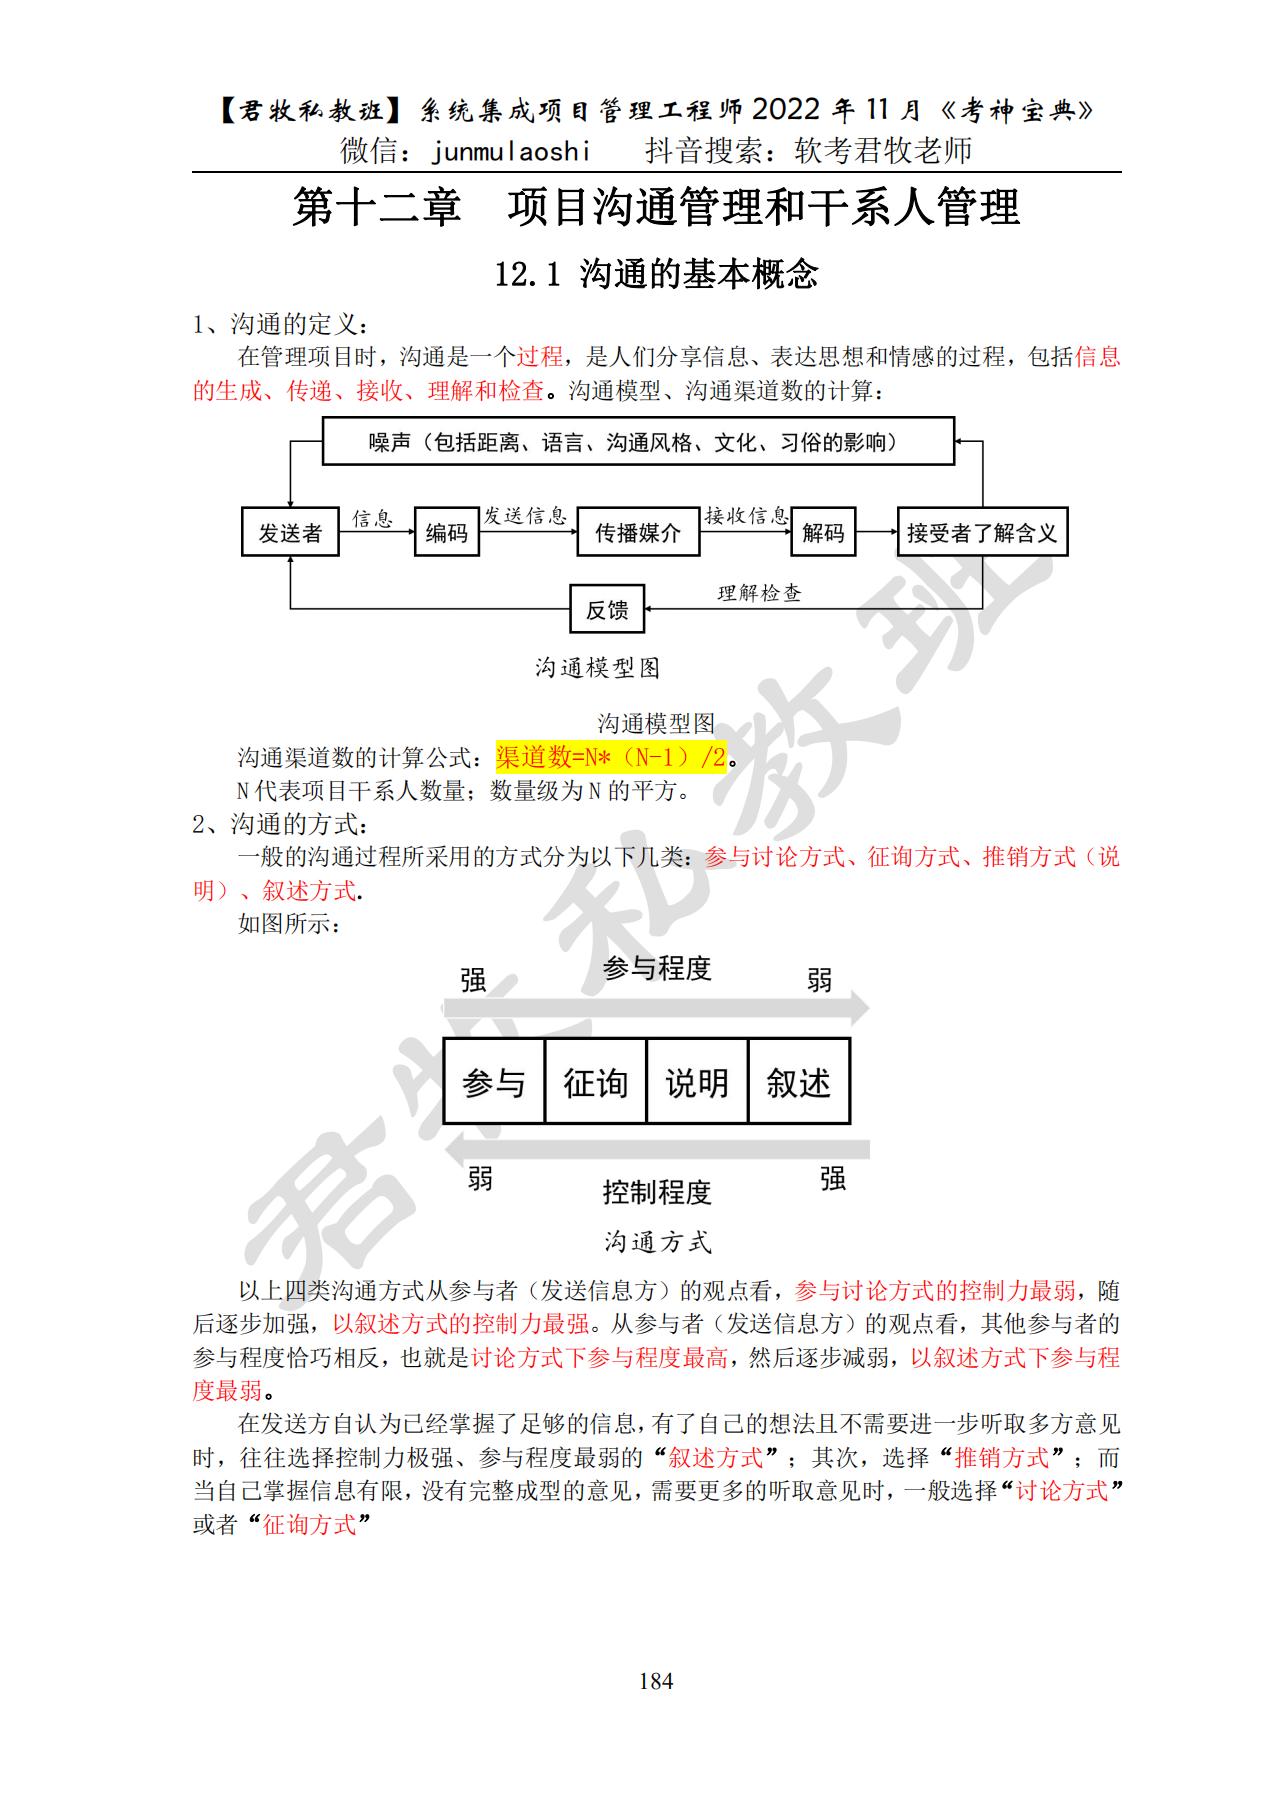 【君牧私教班】系统集成项目管理工程师 2022 年 11 月《考神宝典》
微信：junmulaoshi 抖音搜索：软考君牧老师
第十二章 项目沟通管理和干系人管理
12.1 沟通的基本概念
1、沟通的定义：
在管理项目时，沟通是一个过程，是人们分享信息、表达思想和情感的过程，包括信息
的生成、传递、接收、理解和检查。沟通模型、沟通渠道数的计算：
噪声（包括距离、语言、沟通风格、文化、习俗的影响）
发送者 信息 编码 发送信息 传播媒介 接收信息 解码 接受者了解含义
反馈 理解检查
沟通模型图
沟通模型图
沟通渠道数的计算公式：渠道数=N*（N-1）/2。
N 代表项目干系人数量；数量级为 N 的平方。
2、沟通的方式：
一般的沟通过程所采用的方式分为以下几类：参与讨论方式、征询方式、推销方式（说
明）、叙述方式.
如图所示：
强 参与程度 弱
参与 征询 说明 叙述
弱 控制程度 强
沟通方式
以上四类沟通方式从参与者（发送信息方）的观点看，参与讨论方式的控制力最弱，随
后逐步加强，以叙述方式的控制力最强。从参与者（发送信息方）的观点看，其他参与者的
参与程度恰巧相反，也就是讨论方式下参与程度最高，然后逐步减弱，以叙述方式下参与程
度最弱。
在发送方自认为已经掌握了足够的信息，有了自己的想法且不需要进一步听取多方意见
时，往往选择控制力极强、参与程度最弱的“叙述方式”；其次，选择“推销方式”；而
当自己掌握信息有限，没有完整成型的意见，需要更多的听取意见时，一般选择“讨论方式”
或者“征询方式”
184
君牧私教班